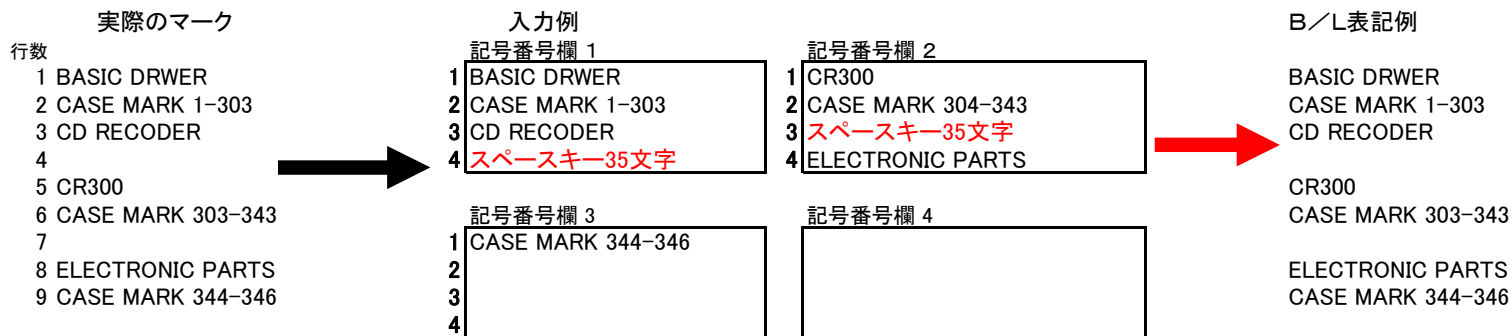 実際のマーク
行数
1 BASIC DRWER
2 CASE MARK 1-303
3 CD RECODER
4
5 CR300
6 CASE MARK 303-343
7
8 ELECTRONIC PARTS
9 CASE MARK 344-346
入力例
記号番号欄 1
1 BASIC DRWER
2 CASE MARK 1-303
3 CD RECODER
4 スペースキー35文字
記号番号欄 2
1 CR300
2 CASE MARK 304-343
3 スペースキー35文字
4 ELECTRONIC PARTS
記号番号欄 3
1 CASE MARK 344-346
2
3
4
記号番号欄 4
B/L表記例
BASIC DRWER
CASE MARK 1-303
CD RECODER
CR300
CASE MARK 303-343
ELECTRONIC PARTS
CASE MARK 344-346